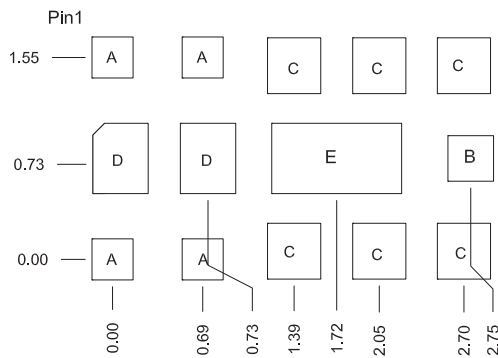 Pin1
1.55 A A C C C
0.73 D D E B
0.00 A A C C C
0.00 0.69 0.73 1.39 1.72 2.05 2.70 2.75